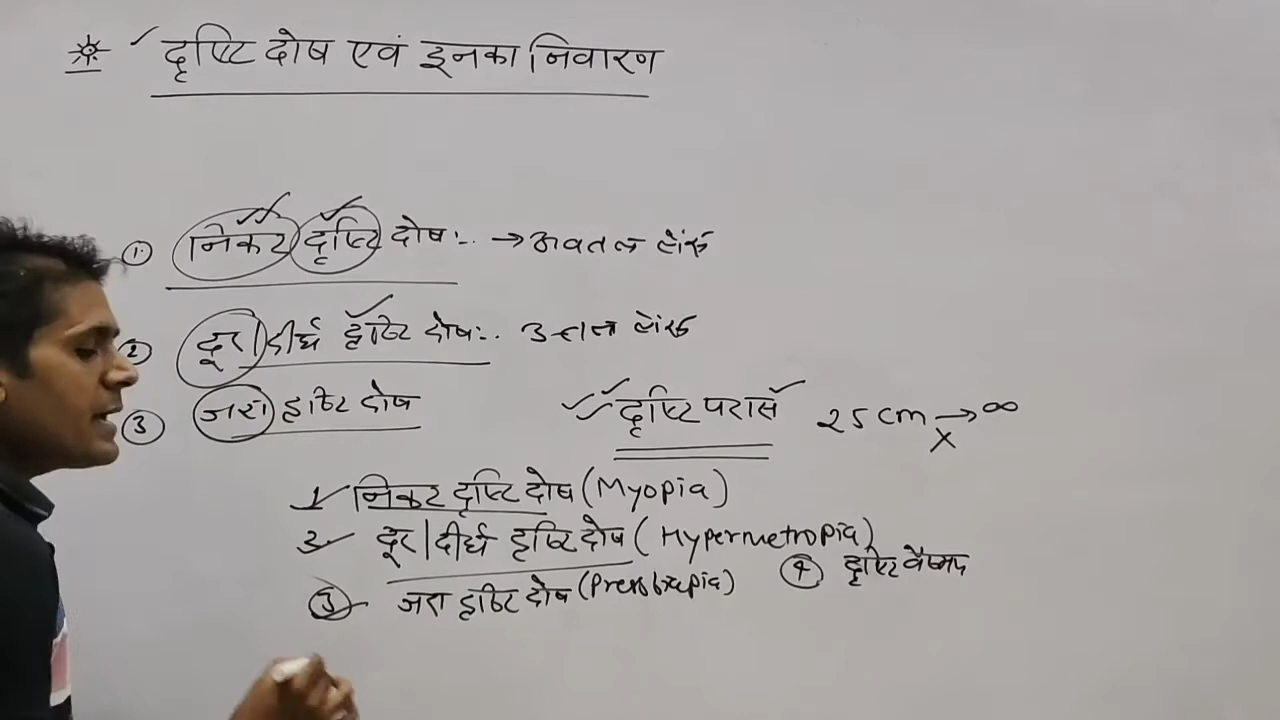 दृष्टि दोष एवं इनका निवारण
1. निकट दृष्टि दोष :- → अवतल लेंस
2 दूर|दीर्घ दृष्टि दोष :- उत्तल लेंस
3 जरा दृष्टि दोष
दृष्टि परास 25 cm → ∞
x
1 निकट दृष्टि दोष (Myopia)
2 दूर|दीर्घ दृष्टि दोष (Hypermetropia)
3 जरा दृष्टि दोष
4 दृष्टि वैषम्य